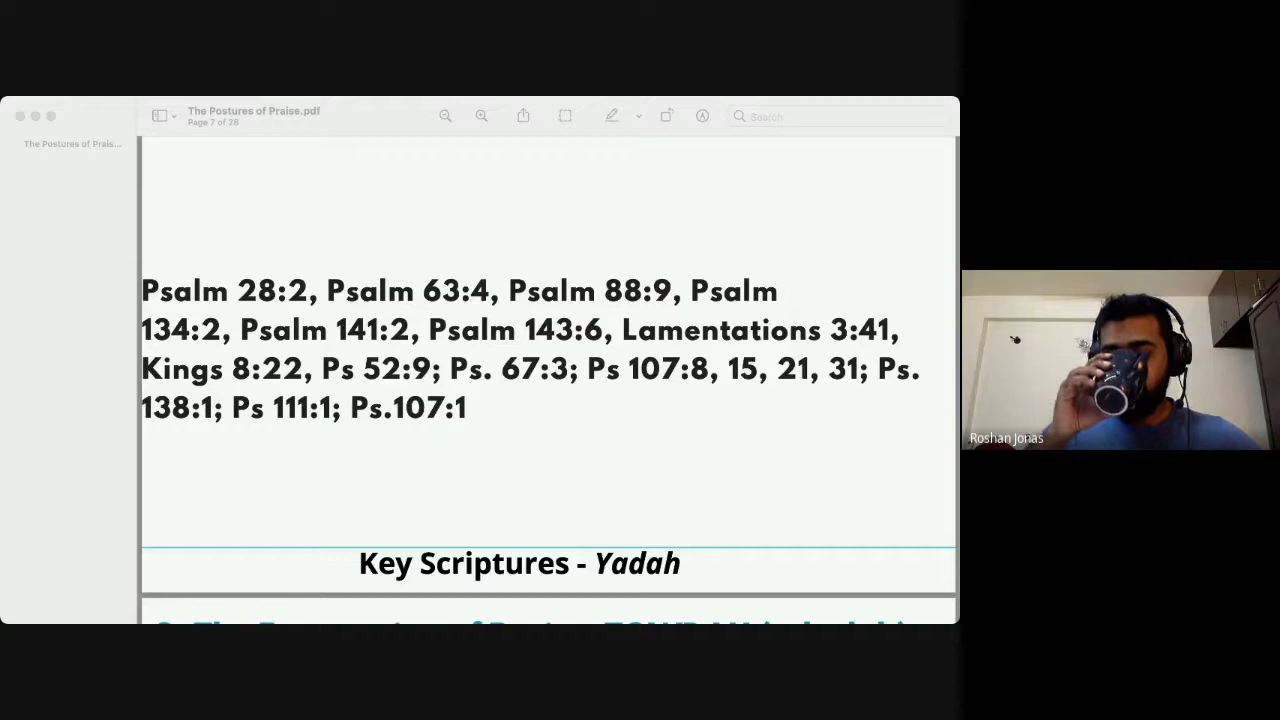 The Postures of Praise.pdf
Page 7 of 28
Search
The Postures of Prais...
Psalm 28:2, Psalm 63:4, Psalm 88:9, Psalm
134:2, Psalm 141:2, Psalm 143:6, Lamentations 3:41,
Kings 8:22, Ps 52:9; Ps. 67:3; Ps 107:8, 15, 21, 31; Ps.
138:1; Ps 111:1; Ps.107:1
Key Scriptures - Yadah
Roshan Jonas